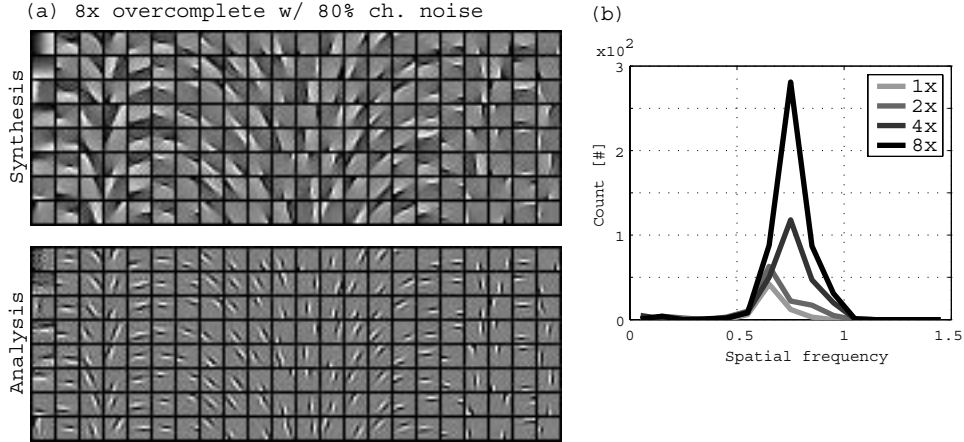 (a) 8x overcomplete w/ 80% ch. noise
Synthesis
Analysis
(b)
x10²
3
2
1
0
Count [#]
0
0.5
1
1.5
Spatial frequency
1x
2x
4x
8x